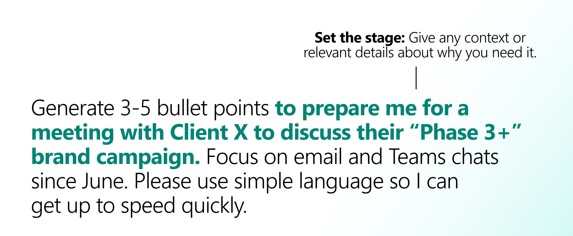 Set the stage: Give any context or
relevant details about why you need it.
Generate 3-5 bullet points to prepare me for a
meeting with Client X to discuss their “Phase 3+”
brand campaign. Focus on email and Teams chats
since June. Please use simple language so I can
get up to speed quickly.